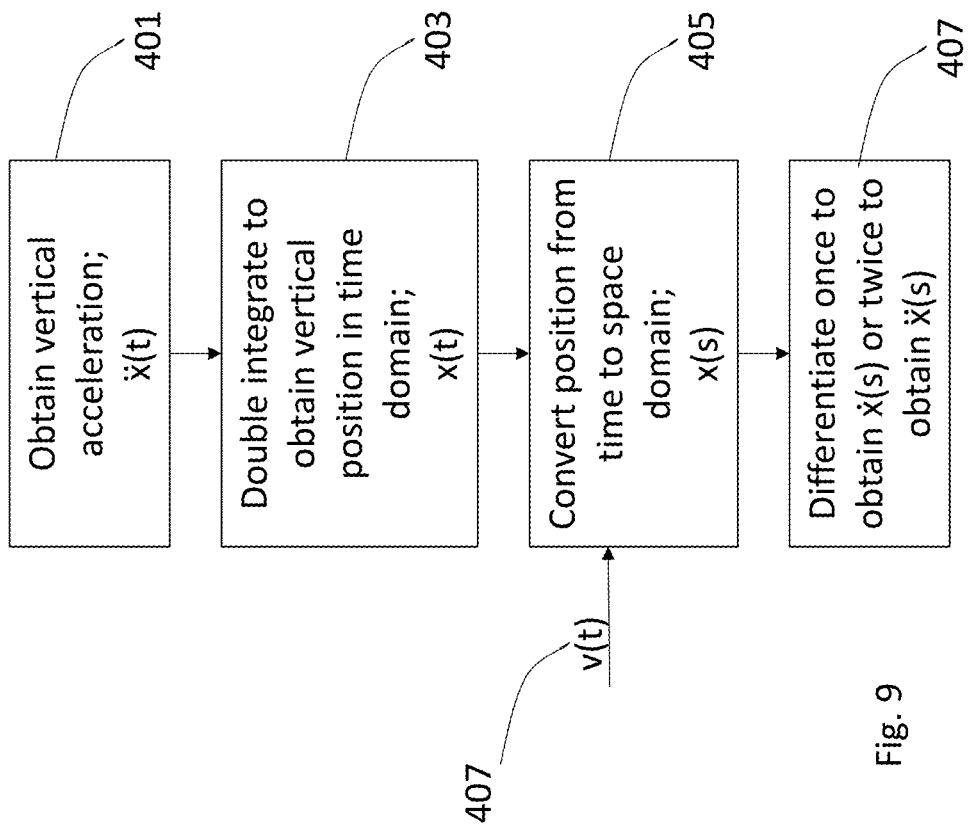 401
Obtain vertical
acceleration;
ẍ(t)
403
Double integrate to
obtain vertical
position in time
domain;
x(t)
405
Convert position from
time to space
domain;
x(s)
407
v(t)
407
Differentiate once to
obtain ẋ(s) or twice to
obtain ẍ(s)
Fig. 9